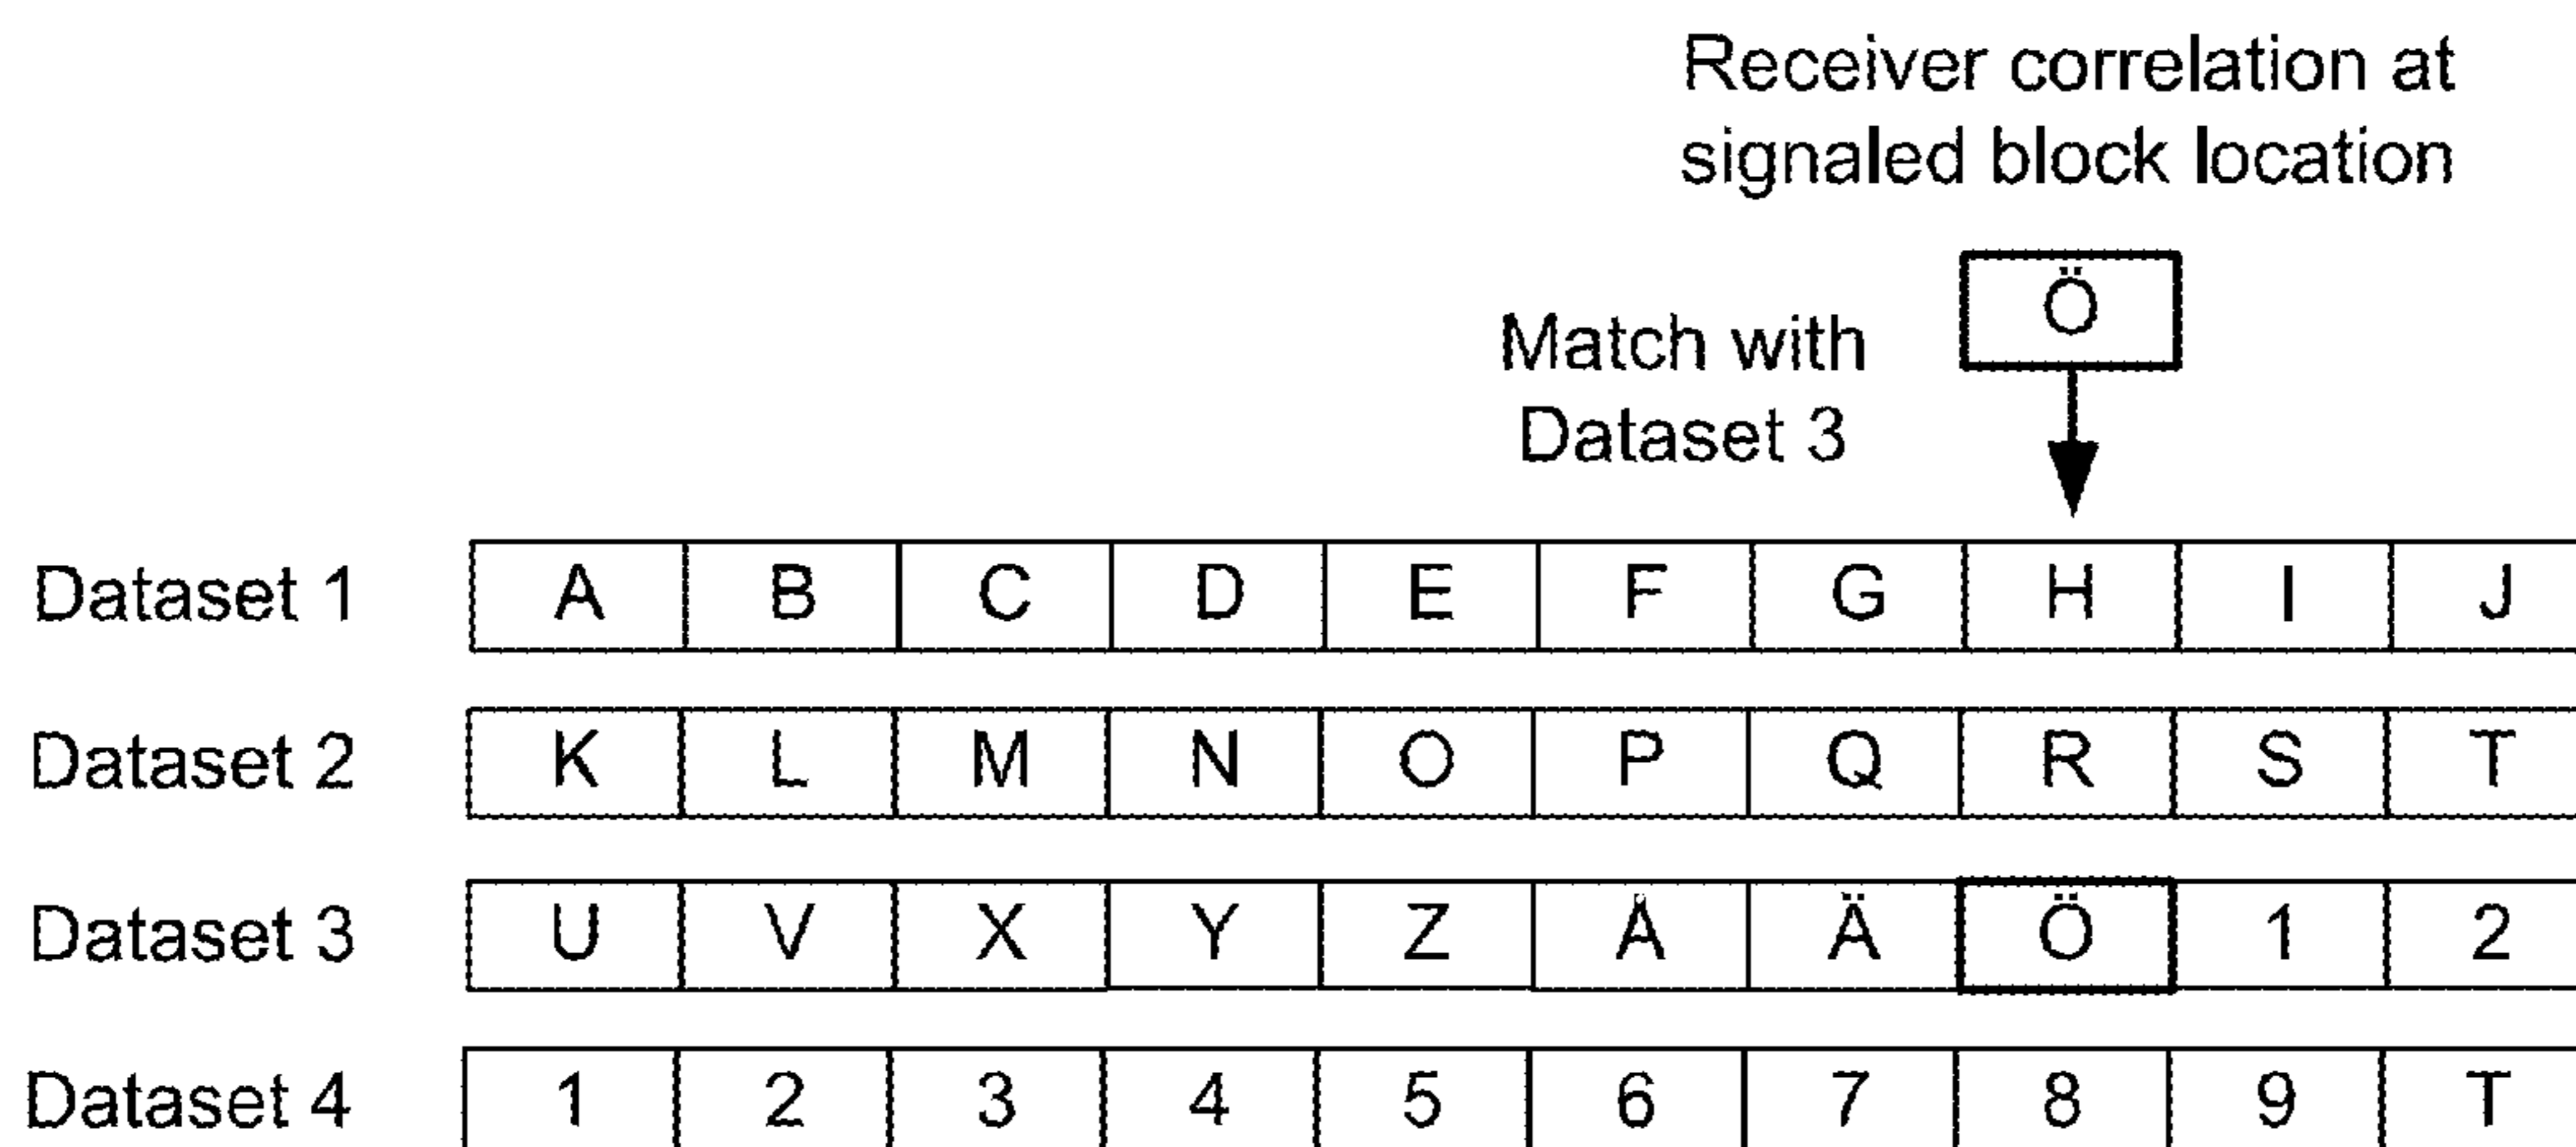 Receiver correlation at
signaled block location
Ö
Match with
Dataset 3
Dataset 1 A B C D E F G H I J
Dataset 2 K L M N O P Q R S T
Dataset 3 U V X Y Z Å Ä Ö 1 2
Dataset 4 1 2 3 4 5 6 7 8 9 T